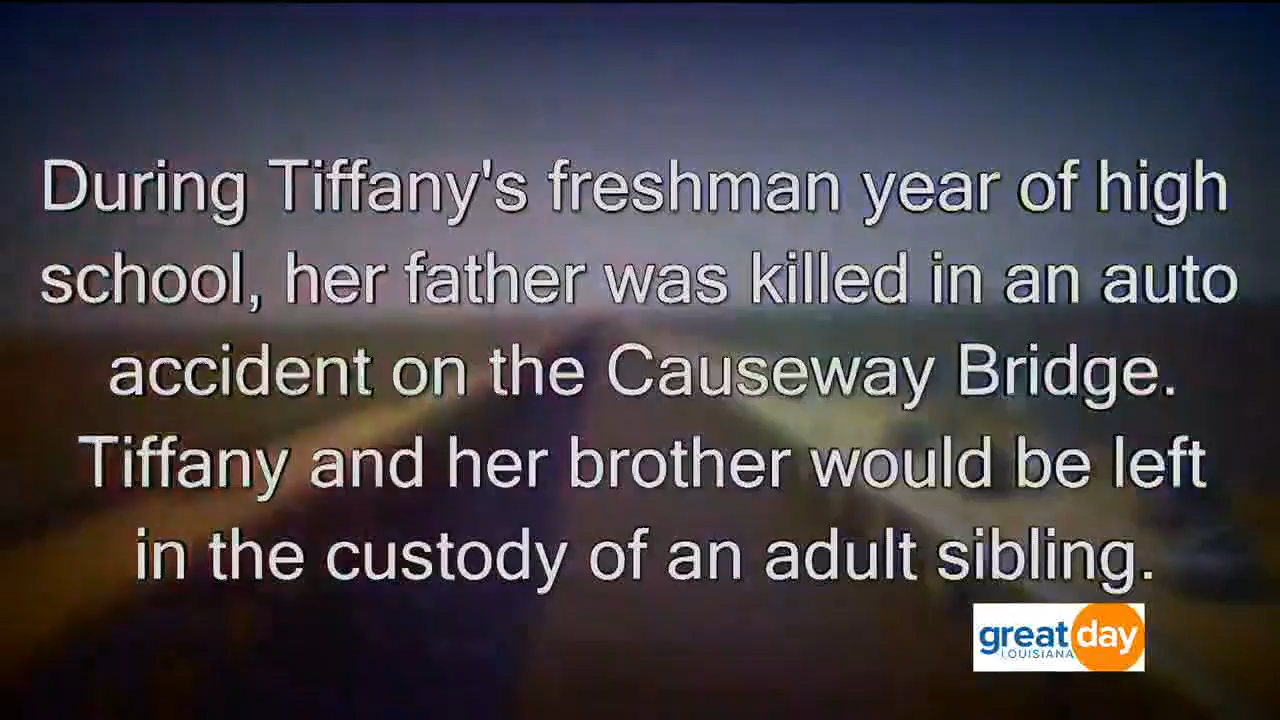 During Tiffany's freshman year of high
school, her father was killed in an auto
accident on the Causeway Bridge.
Tiffany and her brother would be left
in the custody of an adult sibling.
great day
LOUISIANA